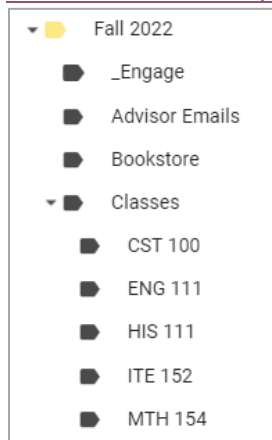 Fall 2022
_Engage
Advisor Emails
Bookstore
Classes
CST 100
ENG 111
HIS 111
ITE 152
MTH 154